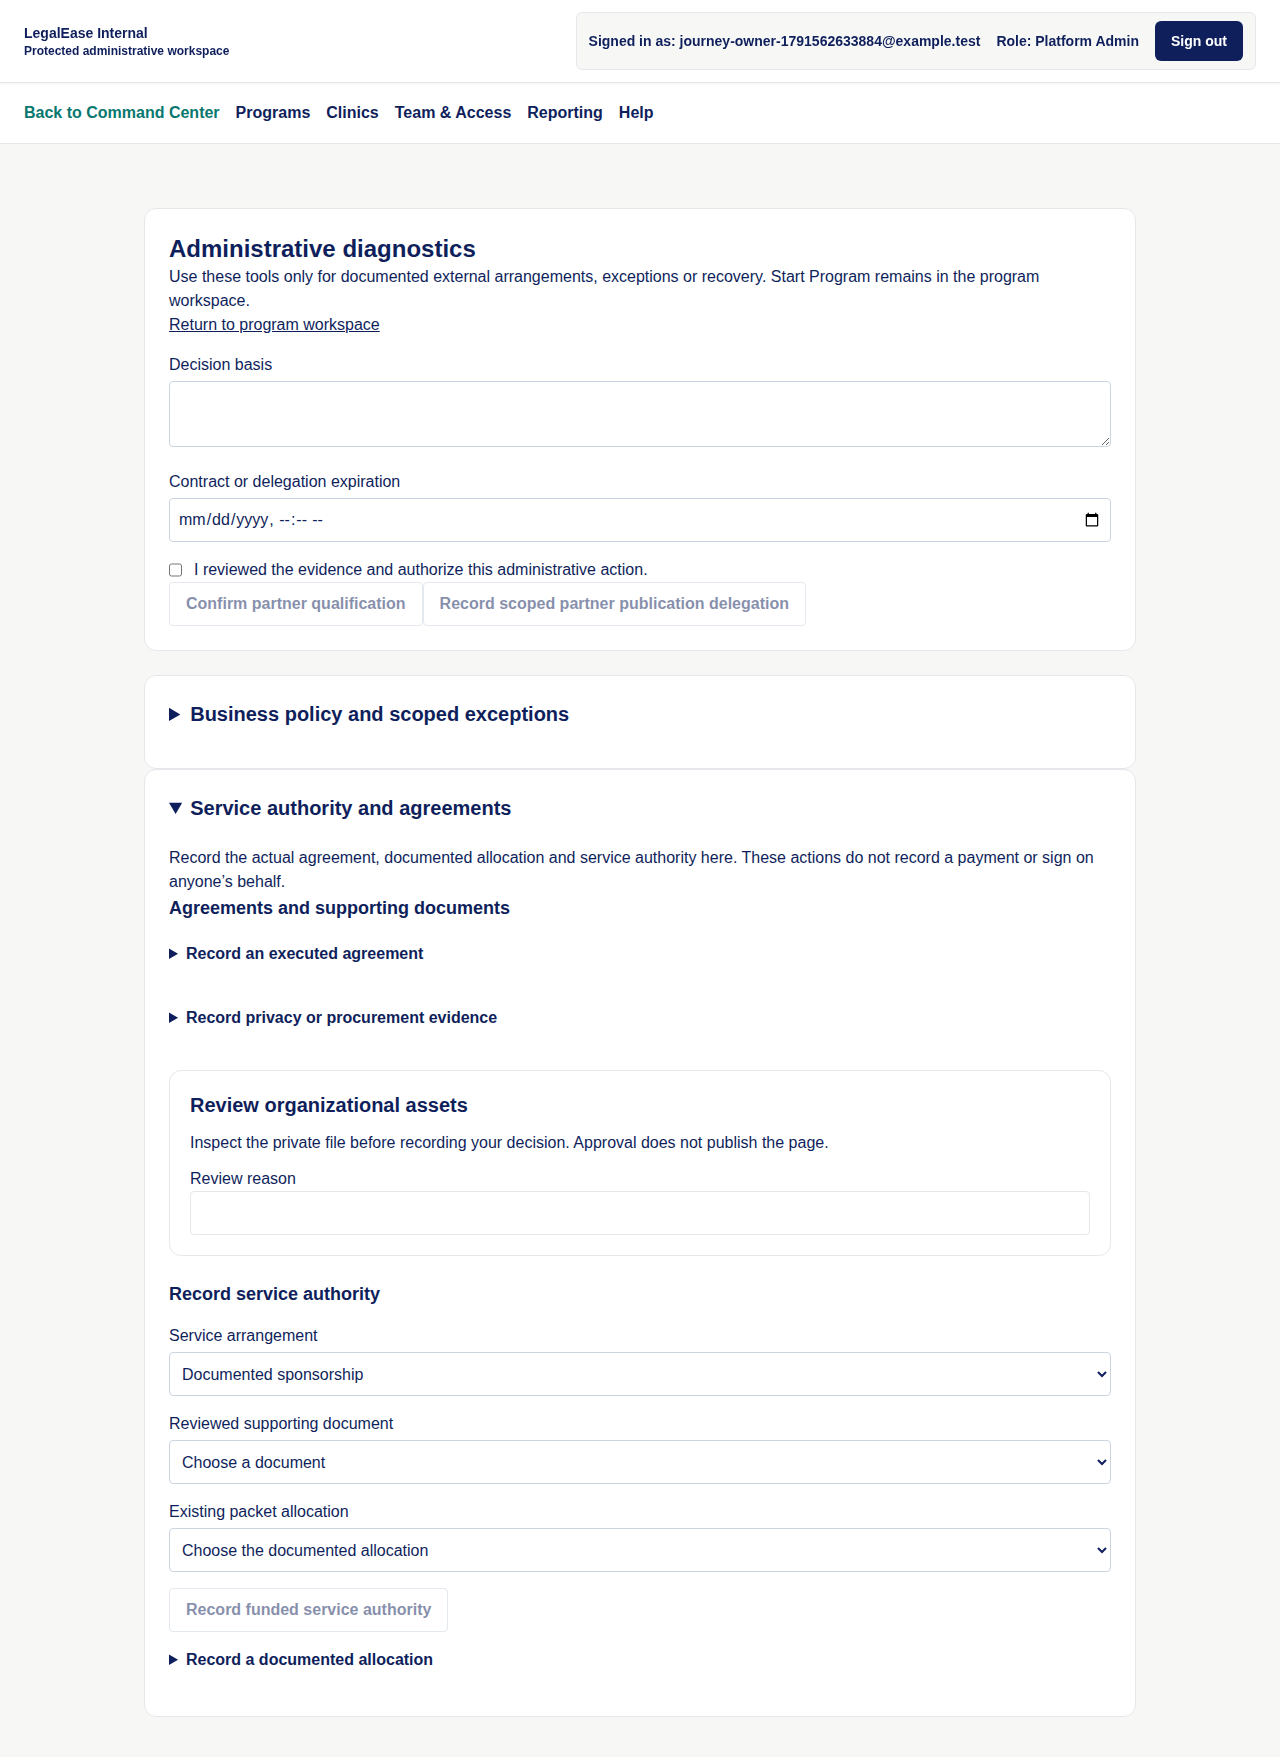 LegalEase Internal
Protected administrative workspace
Signed in as: journey-owner-1791562633884@example.test
Role: Platform Admin
Sign out
Back to Command Center
Programs
Clinics
Team & Access
Reporting
Help
Administrative diagnostics
Use these tools only for documented external arrangements, exceptions or recovery. Start Program remains in the program
workspace.
Return to program workspace
Decision basis
Contract or delegation expiration
mm/dd/yyyy, --:-- --
I reviewed the evidence and authorize this administrative action.
Confirm partner qualification
Record scoped partner publication delegation
Business policy and scoped exceptions
Service authority and agreements
Record the actual agreement, documented allocation and service authority here. These actions do not record a payment or sign on
anyone’s behalf.
Agreements and supporting documents
Record an executed agreement
Record privacy or procurement evidence
Review organizational assets
Inspect the private file before recording your decision. Approval does not publish the page.
Review reason
Record service authority
Service arrangement
Documented sponsorship
Reviewed supporting document
Choose a document
Existing packet allocation
Choose the documented allocation
Record funded service authority
Record a documented allocation